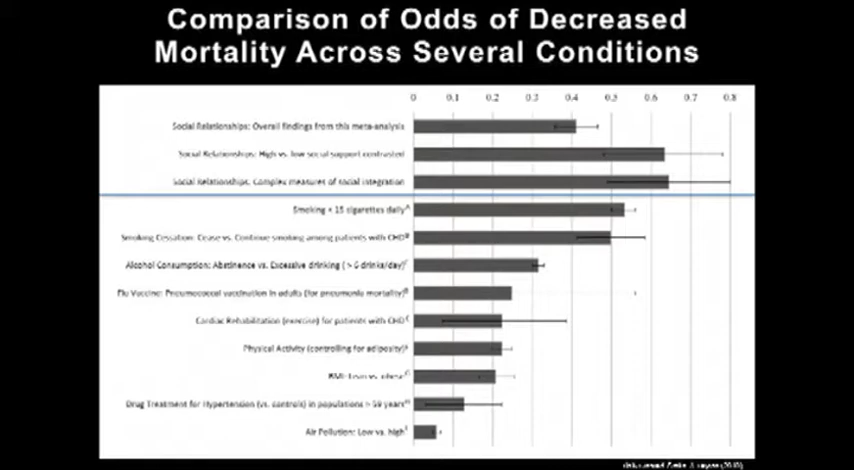 Comparison of Odds of Decreased
Mortality Across Several Conditions
0 0.1 0.2 0.3 0.4 0.5 0.6 0.7 0.8
Social Relationships: Overall findings from this meta-analysis
Social Relationships: High vs. low social support contrasted
Social Relationships: Complex measures of social integration
Smoking < 15 cigarettes daily
Smoking Cessation: Cease vs. Continue smoking among patients with CHD
Alcohol Consumption: Abstinence vs. Excessive drinking ( > 6 drinks/day)
Flu Vaccine: Pneumococcal vaccination in adults (for pneumonia mortality)
Cardiac Rehabilitation (exercise) for patients with CHD
Physical Activity (controlling for adiposity)
BMI: Lean vs. obese
Drug Treatment for Hypertension (vs. controls) in populations > 59 years
Air Pollution: Low vs. high